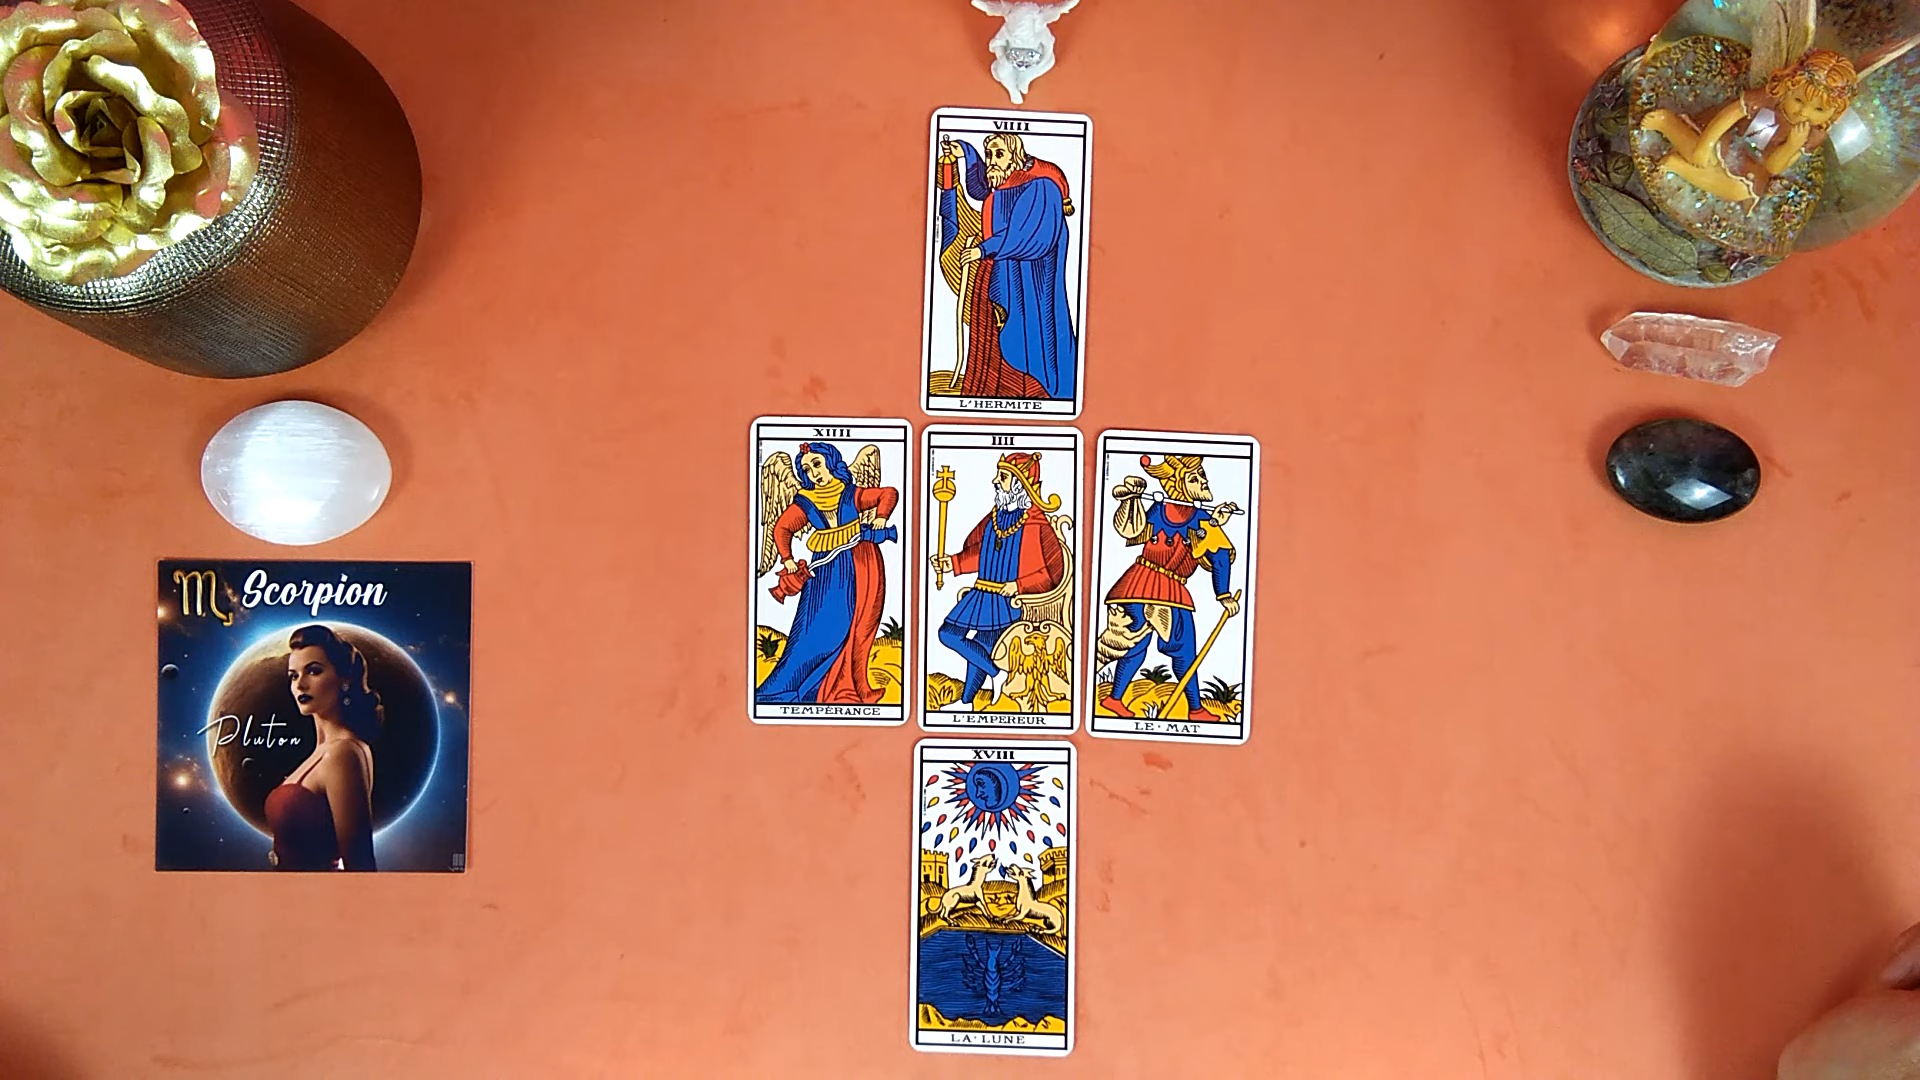 VIIII
L'HERMITE
XIIII
TEMPÉRANCE
IIII
L'EMPEREUR
LE·MAT
XVIII
LA·LUNE
♏ Scorpion
Pluton